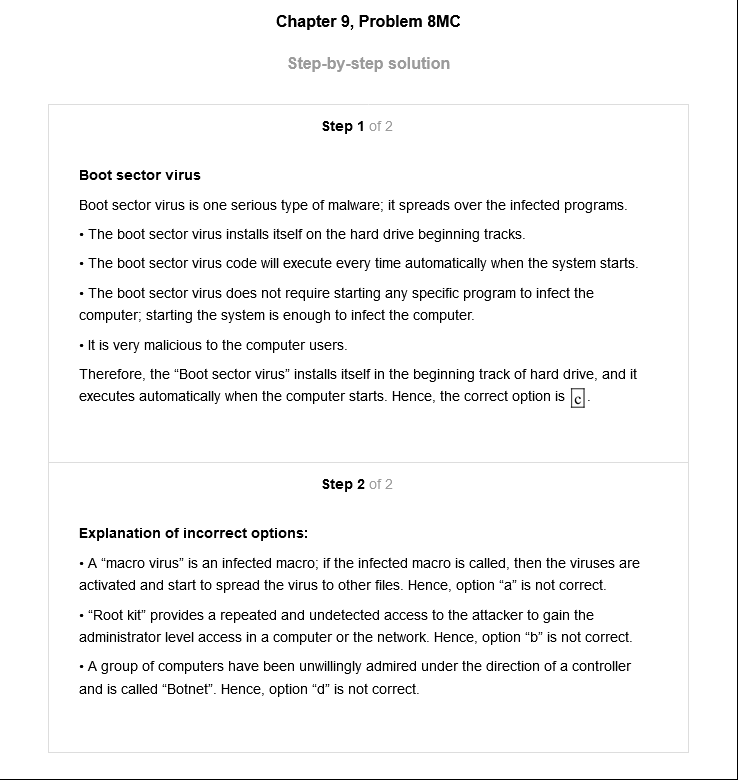 Chapter 9, Problem 8MC
Step-by-step solution
Step 1 of 2
Boot sector virus
Boot sector virus is one serious type of malware; it spreads over the infected programs.
• The boot sector virus installs itself on the hard drive beginning tracks.
• The boot sector virus code will execute every time automatically when the system starts.
• The boot sector virus does not require starting any specific program to infect the
computer; starting the system is enough to infect the computer.
• It is very malicious to the computer users.
Therefore, the “Boot sector virus” installs itself in the beginning track of hard drive, and it
executes automatically when the computer starts. Hence, the correct option is c .
Step 2 of 2
Explanation of incorrect options:
• A “macro virus” is an infected macro; if the infected macro is called, then the viruses are
activated and start to spread the virus to other files. Hence, option “a” is not correct.
• “Root kit” provides a repeated and undetected access to the attacker to gain the
administrator level access in a computer or the network. Hence, option “b” is not correct.
• A group of computers have been unwillingly admired under the direction of a controller
and is called “Botnet”. Hence, option “d” is not correct.